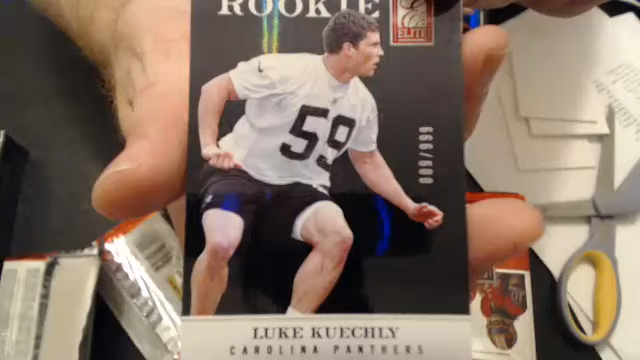 ROOKIE
ELITE
59
009/999
LUKE KUECHLY
CAROLINA PANTHERS